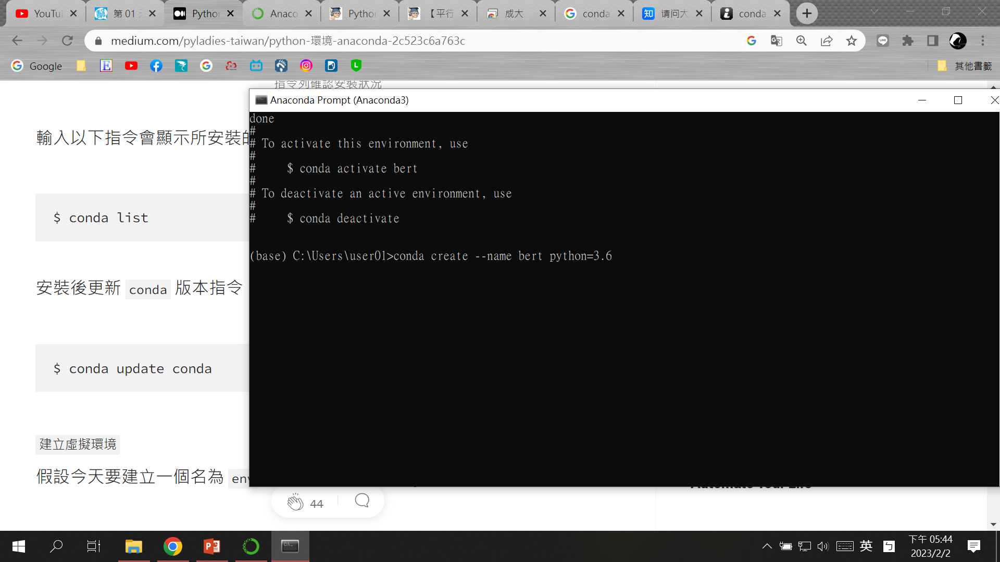 YouTu
第 01
Pytho
Anaco
Python
【平行
成大
conda
请问大
conda
medium.com/pyladies-taiwan/python-環境-anaconda-2c523c6a763c
Google
其他書籤
指令列確認安裝狀況
輸入以下指令會顯示所安裝的
$ conda list
安裝後更新 conda 版本指令
$ conda update conda
建立虛擬環境
假設今天要建立一個名為 env
44
Anaconda Prompt (Anaconda3)
done
#
# To activate this environment, use
#
#     $ conda activate bert
#
# To deactivate an active environment, use
#
#     $ conda deactivate
(base) C:\Users\user01>conda create --name bert python=3.6
Automate Your Life
英
下午 05:44
2023/2/2